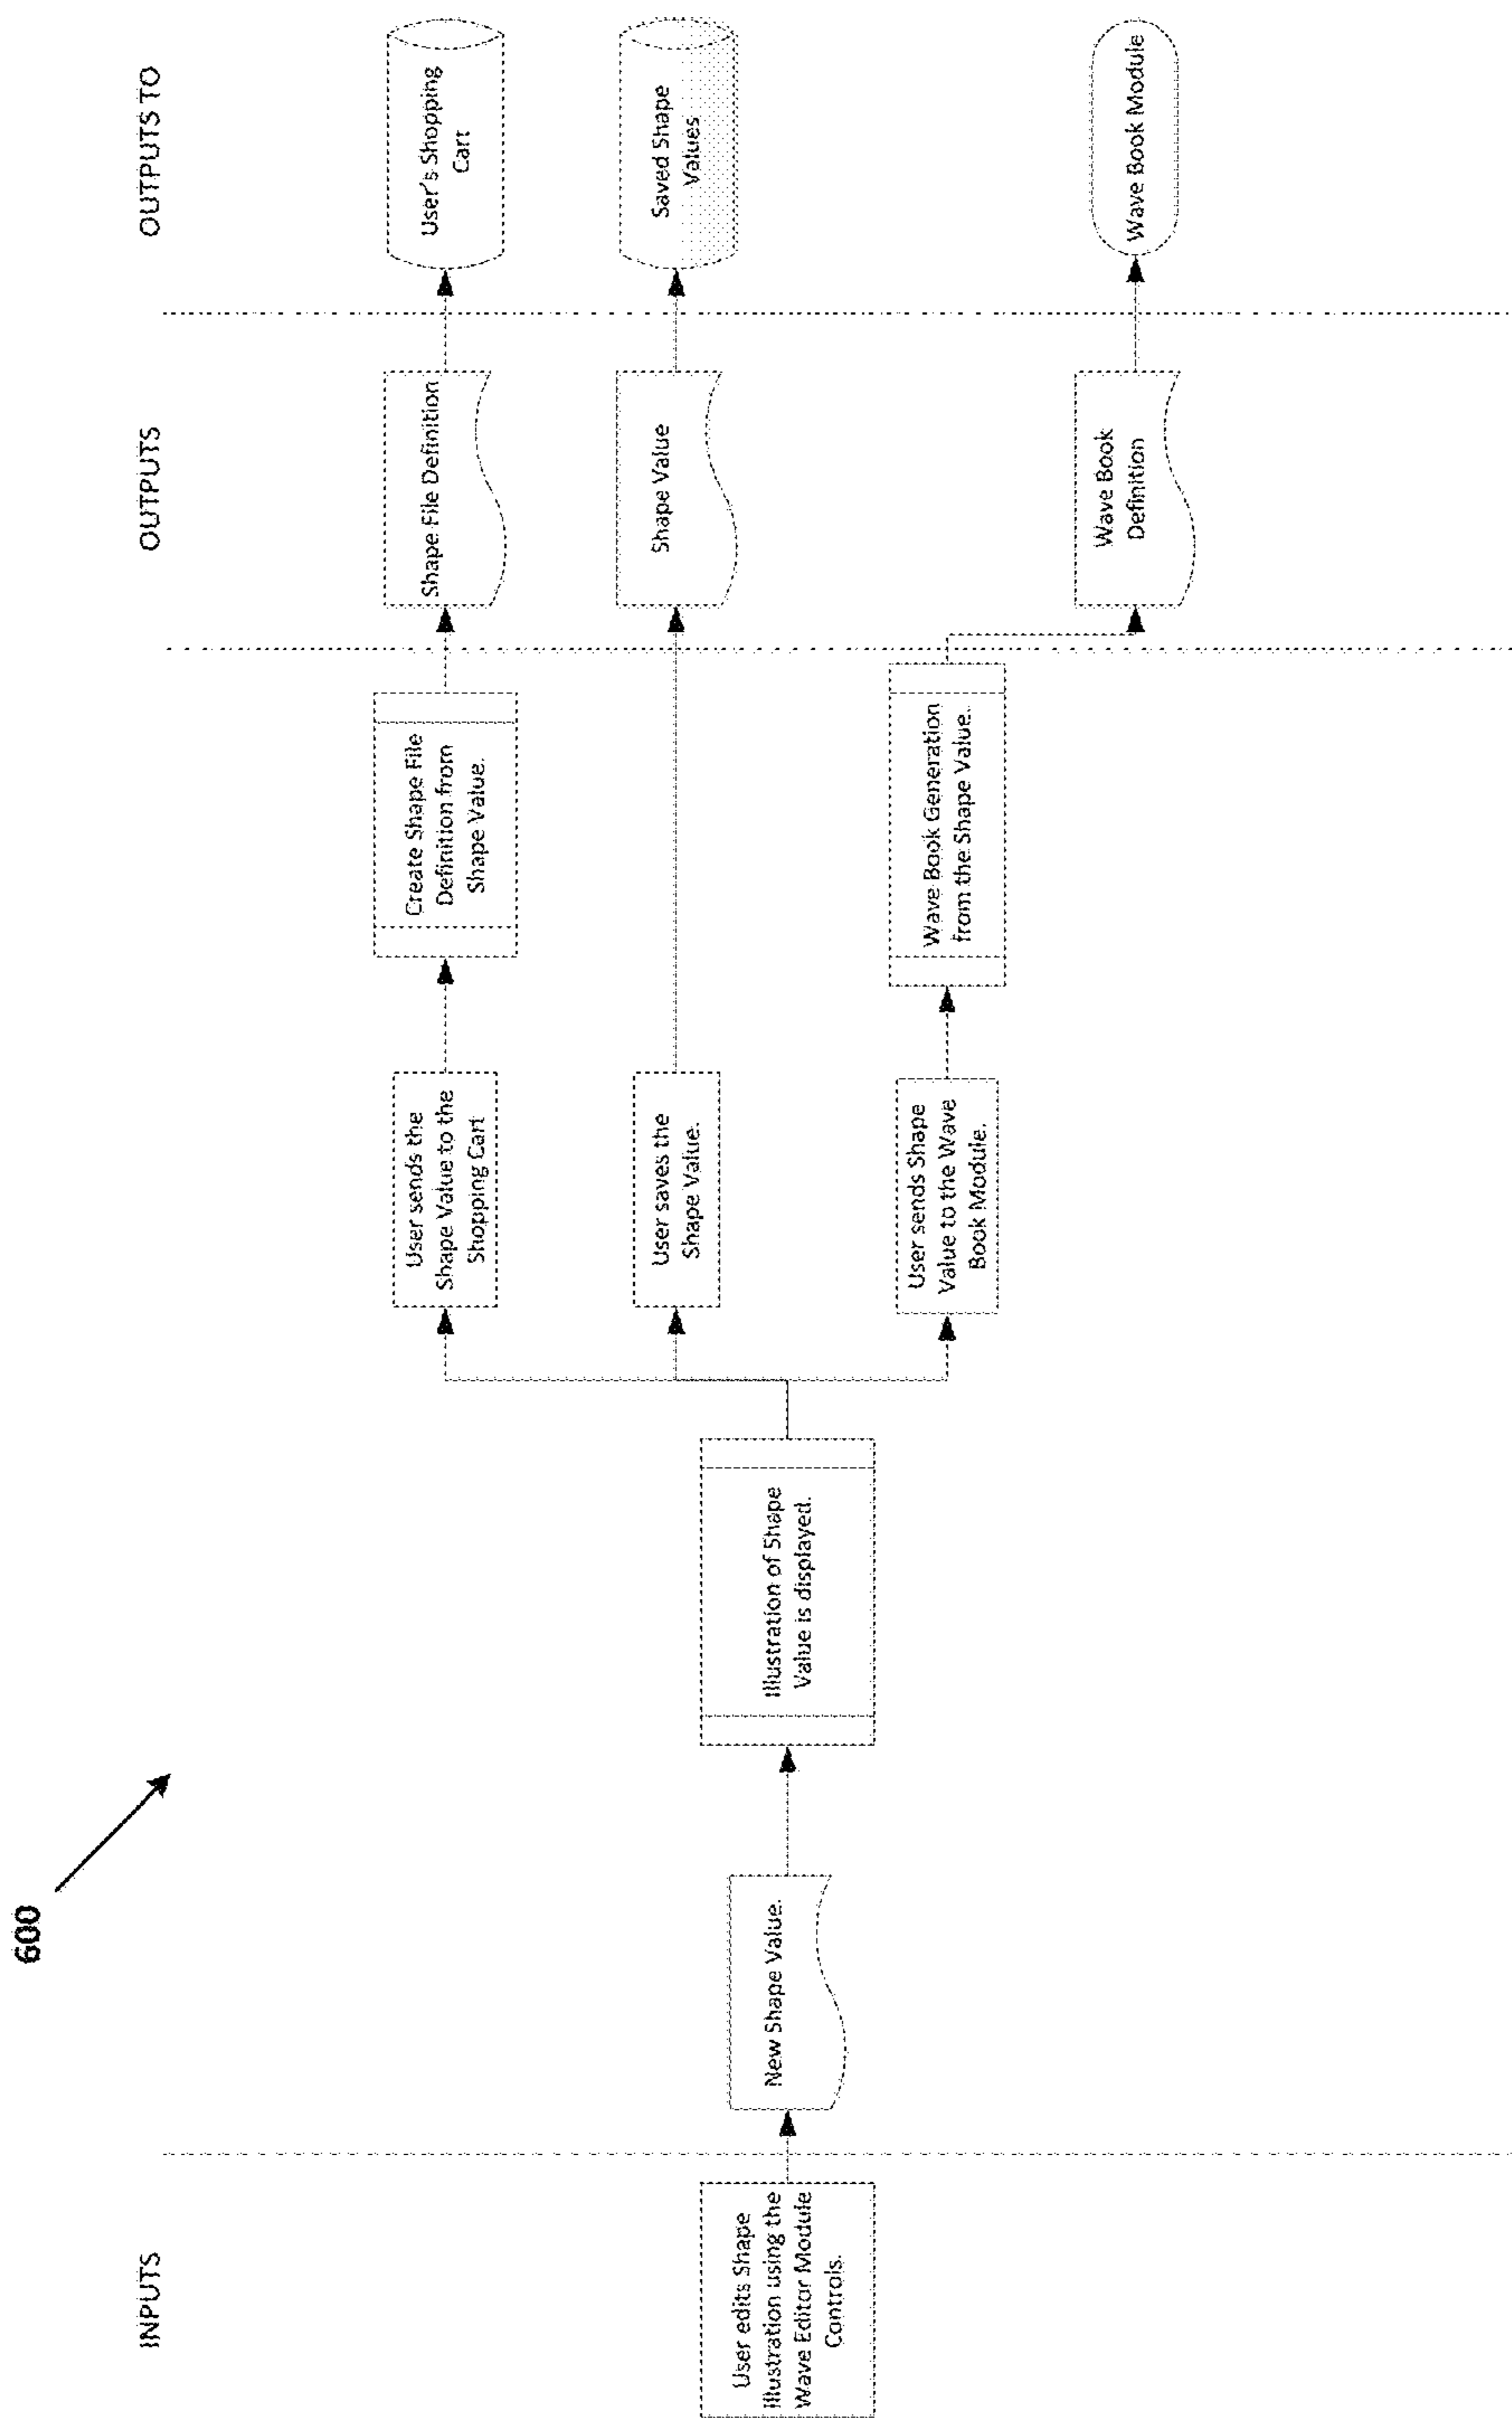 600
INPUTS
OUTPUTS
OUTPUTS TO
User edits Shape
Illustration using the
Wave Editor Module
Controls.
New Shape Value.
Illustration of Shape
Value is displayed.
User sends the
Shape Value to the
Shopping Cart
Create Shape File
Definition from
Shape Value.
Shape File Definition
User's Shopping
Cart
User saves the
Shape Value.
Shape Value
Saved Shape
Values
User sends Shape
Value to the Wave
Book Module.
Wave Book Generation
from the Shape Value.
Wave Book
Definition
Wave Book Module